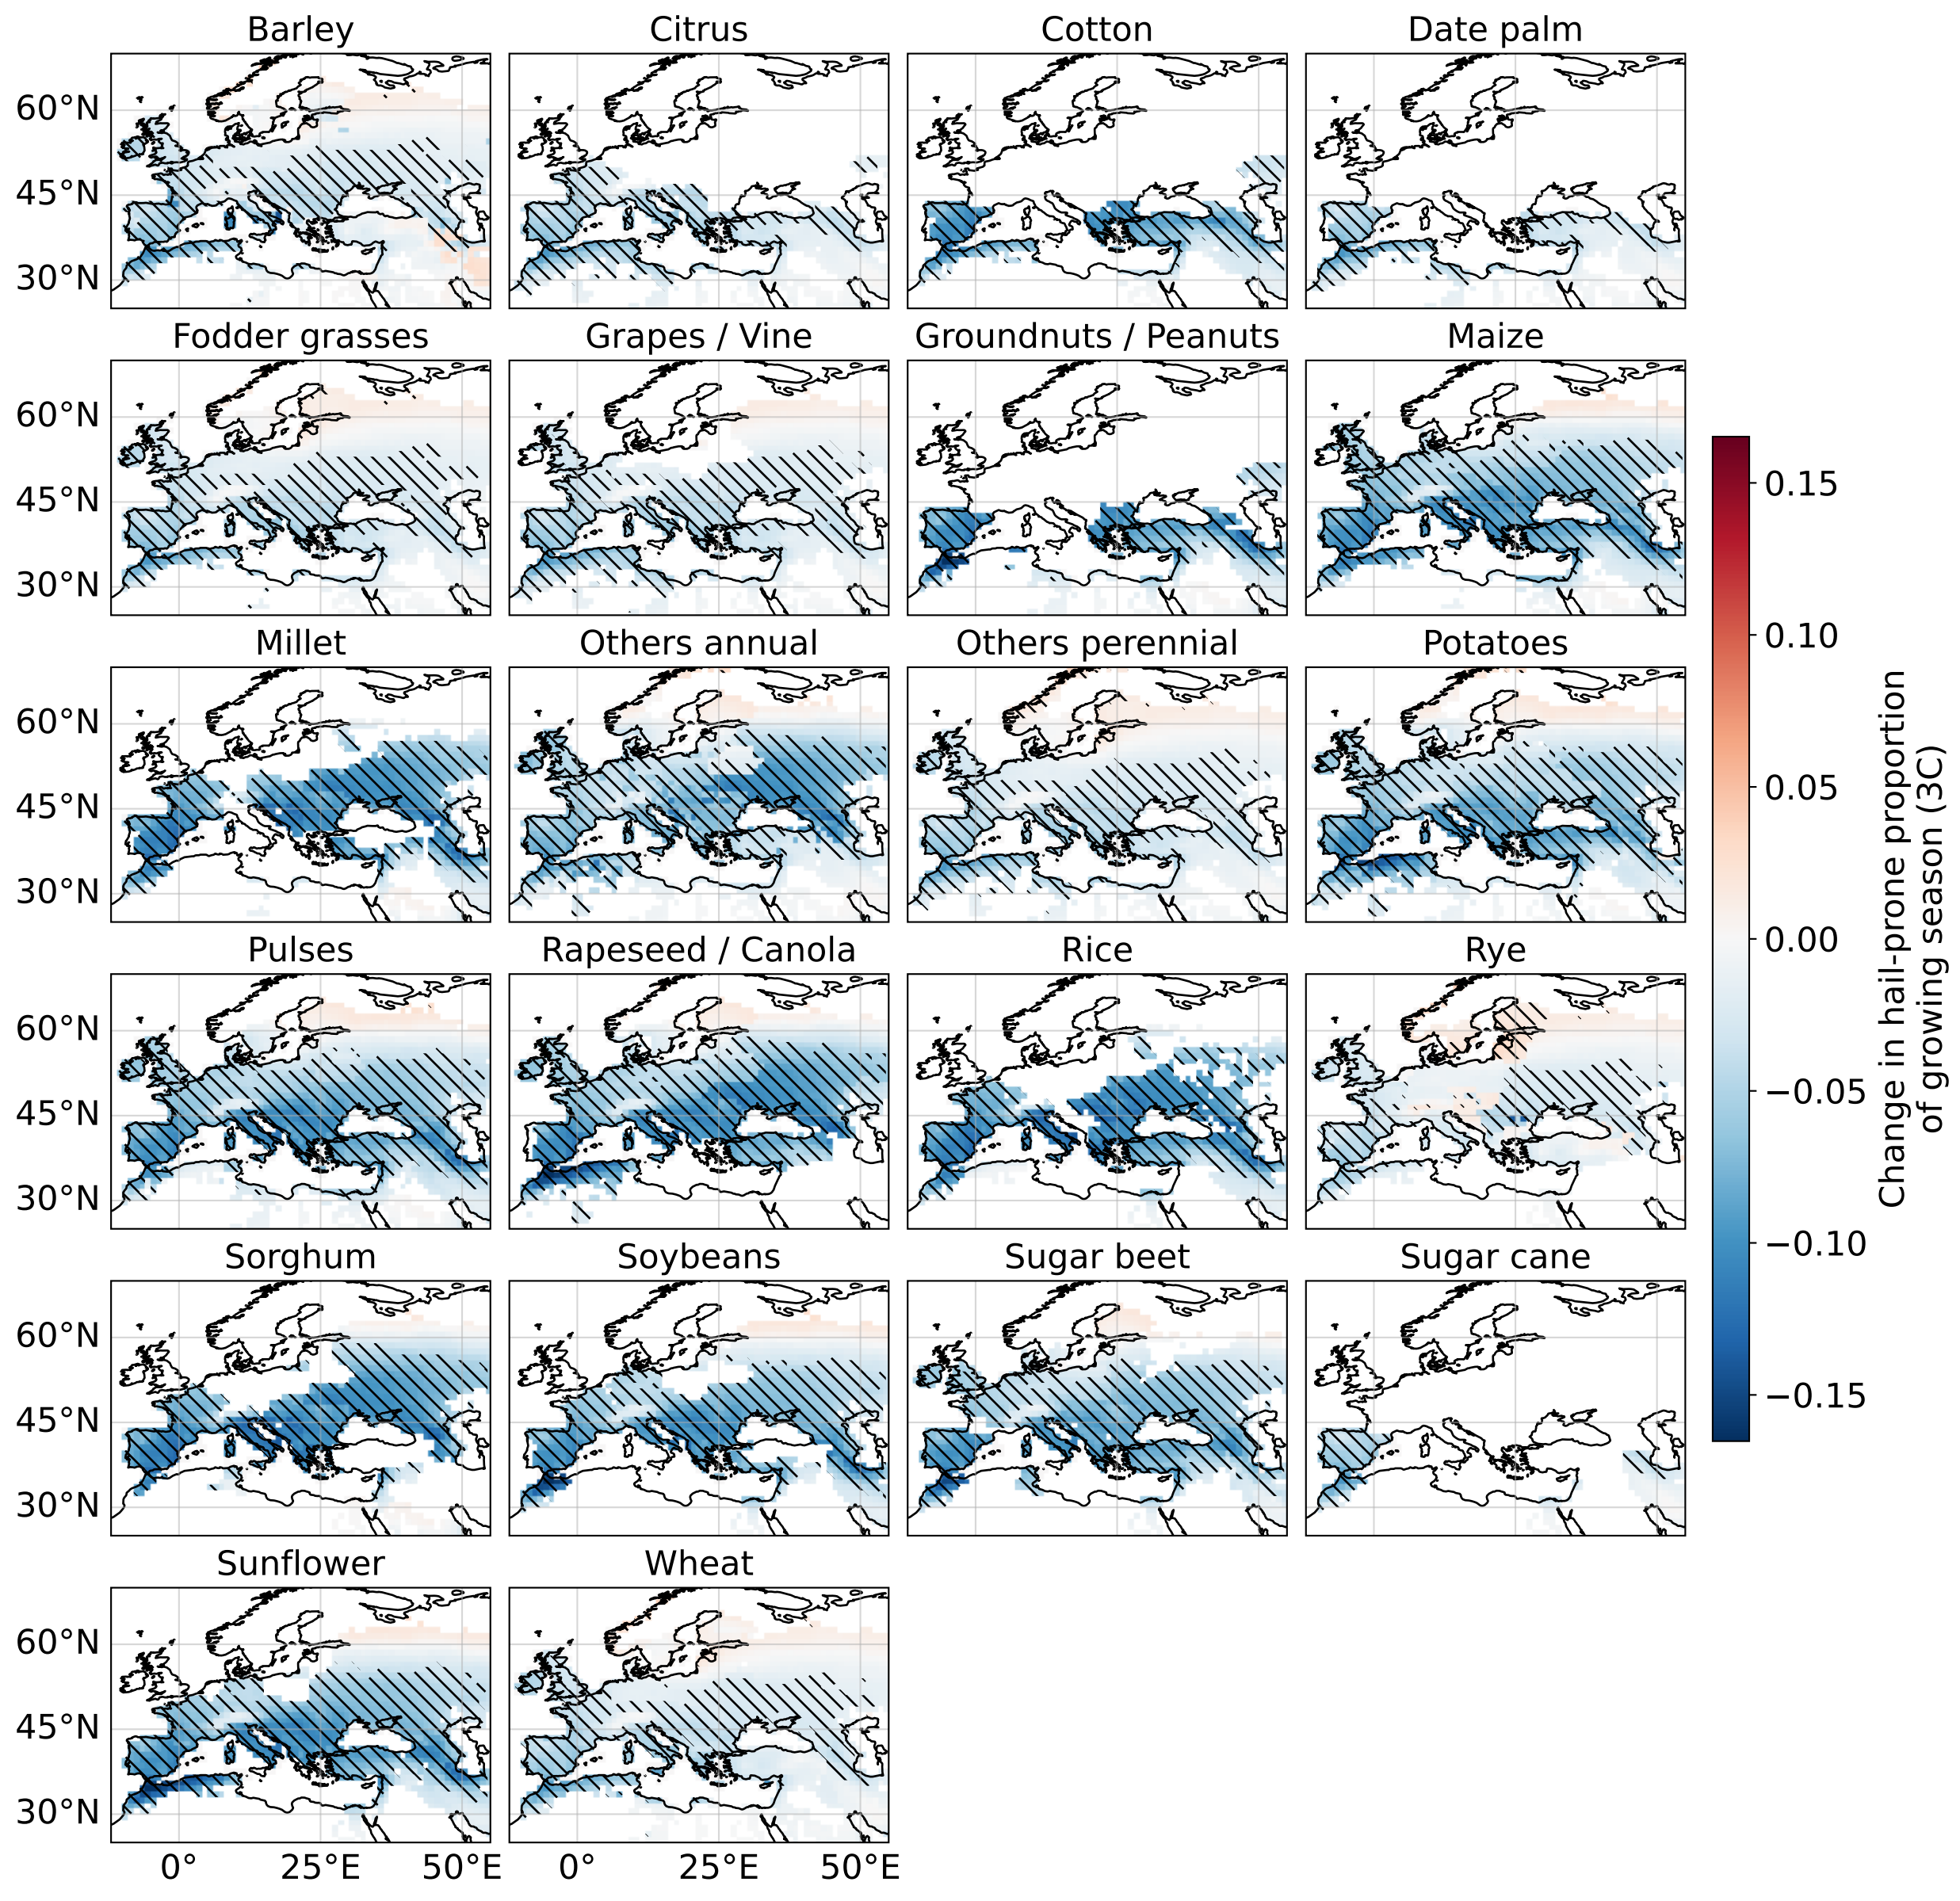 Barley Citrus Cotton Date palm
60°N
45°N
30°N
Fodder grasses Grapes / Vine Groundnuts / Peanuts Maize
60°N
45°N
30°N
Millet Others annual Others perennial Potatoes
60°N
45°N
30°N
Pulses Rapeseed / Canola Rice Rye
60°N
45°N
30°N
Sorghum Soybeans Sugar beet Sugar cane
60°N
45°N
30°N
Sunflower Wheat
60°N
45°N
30°N
0° 25°E 50°E 0° 25°E 50°E
0.15
0.10
0.05
0.00
−0.05
−0.10
−0.15
Change in hail-prone proportion
of growing season (3C)